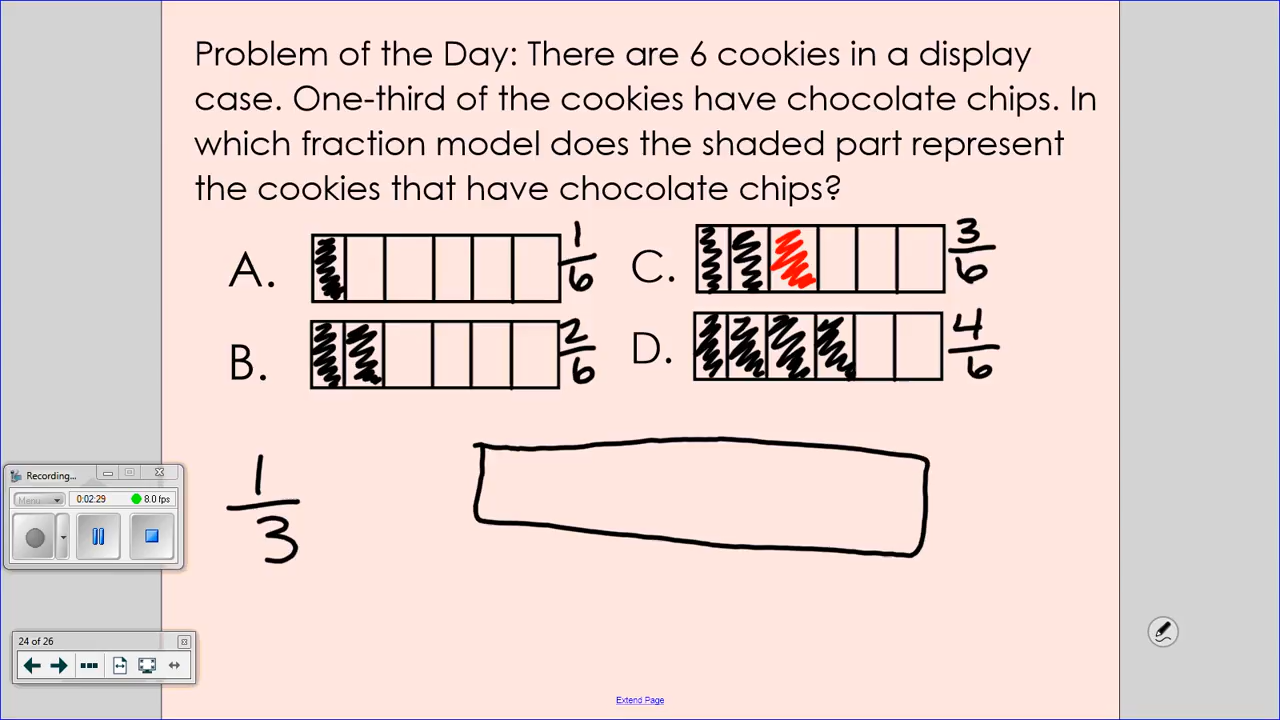 Problem of the Day: There are 6 cookies in a display
case. One-third of the cookies have chocolate chips. In
which fraction model does the shaded part represent
the cookies that have chocolate chips?
A. 1/6
C. 3/6
B. 2/6
D. 4/6
1/3
Recording...
Menu
0:02:29 8.0 fps
24 of 26
Extend Page